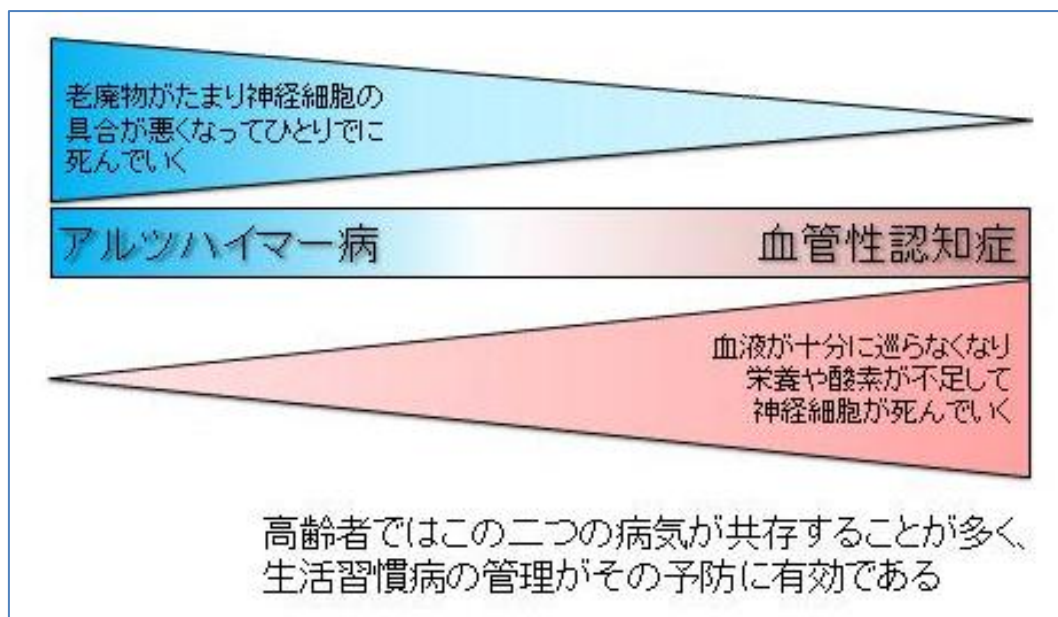 老廃物がたまり神経細胞の
具合が悪くなってひとりでに
死んでいく
アルツハイマー病
血管性認知症
血液が十分に巡らなくなり
栄養や酸素が不足して
神経細胞が死んでいく
高齢者ではこの二つの病気が共存することが多く、
生活習慣病の管理がその予防に有効である